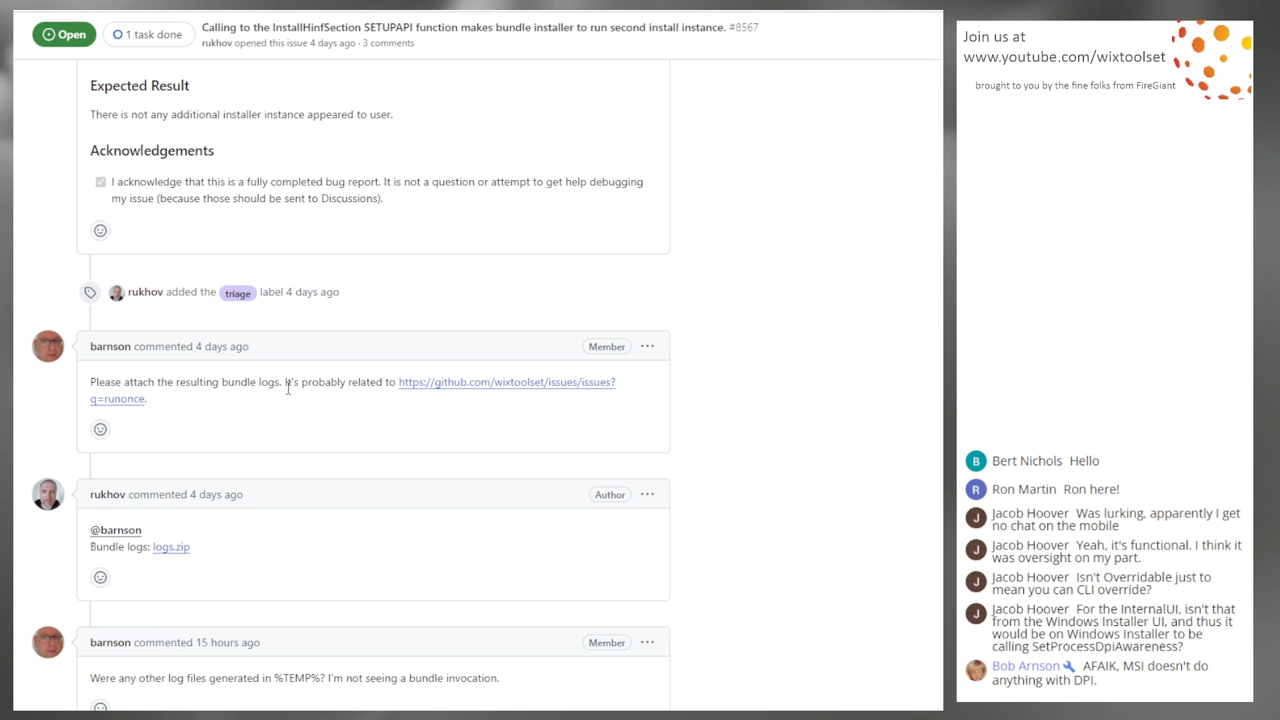 Open
1 task done
Calling to the InstallHinfSection SETUPAPI function makes bundle installer to run second install instance. #8567
rukhov opened this issue 4 days ago · 3 comments
Expected Result
There is not any additional installer instance appeared to user.
Acknowledgements
I acknowledge that this is a fully completed bug report. It is not a question or attempt to get help debugging
my issue (because those should be sent to Discussions).
rukhov added the triage label 4 days ago
barnson commented 4 days ago
Member
Please attach the resulting bundle logs. It's probably related to https://github.com/wixtoolset/issues/issues?
q=runonce.
rukhov commented 4 days ago
Author
@barnson
Bundle logs: logs.zip
barnson commented 15 hours ago
Member
Were any other log files generated in %TEMP%? I'm not seeing a bundle invocation.
Join us at
www.youtube.com/wixtoolset
brought to you by the fine folks from FireGiant
B Bert Nichols Hello
R Ron Martin Ron here!
J Jacob Hoover Was lurking, apparently I get
no chat on the mobile
J Jacob Hoover Yeah, it's functional. I think it
was oversight on my part.
J Jacob Hoover Isn't Overridable just to
mean you can CLI override?
J Jacob Hoover For the InternalUI, isn't that
from the Windows Installer UI, and thus it
would be on Windows Installer to be
calling SetProcessDpiAwareness?
Bob Arnson AFAIK, MSI doesn't do
anything with DPI.